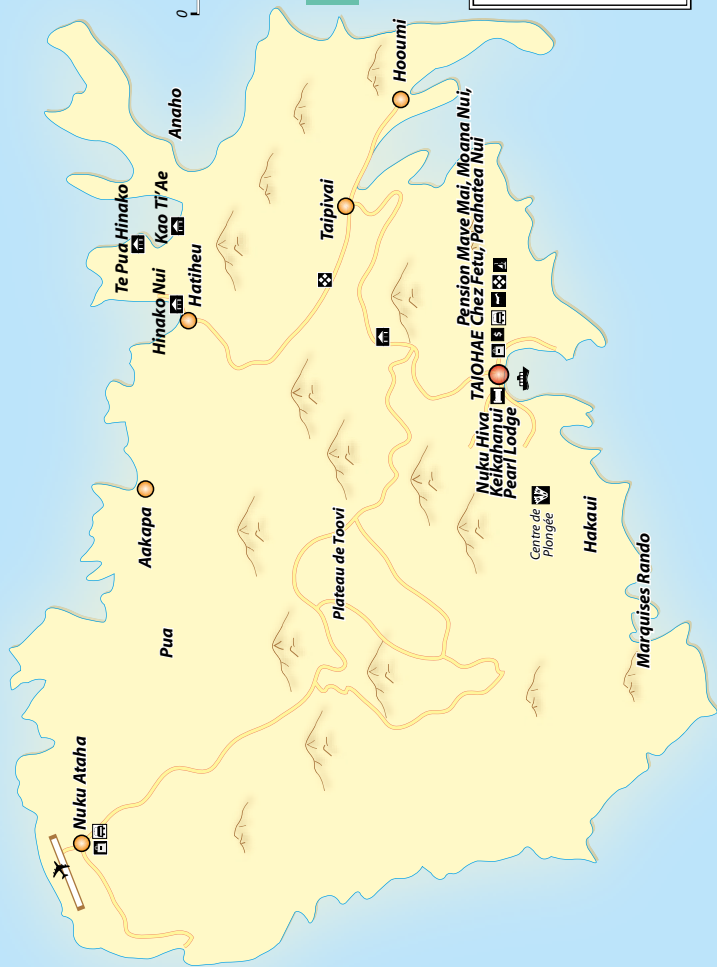 0
Hooumi
Anaho
Te Pua Hinako
Kao Ti'Ae
Taipivai
Hinako Nui
Hatiheu
Pension Mave Mai, Moana Nui,
TAIOHAE Chez Fetu, Paahatea Nui
$
Nuku Hiva
Keikahanui
Pearl Lodge
Aakapa
Plateau de Toovi
Centre de
Plongée
Hakaui
Pua
Marquises Rando
Nuku Ataha